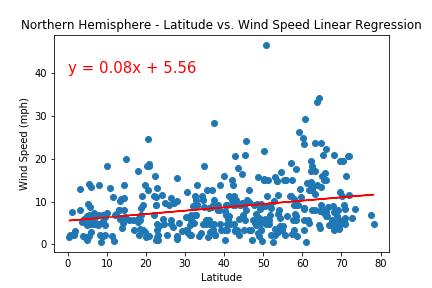 Northern Hemisphere - Latitude vs. Wind Speed Linear Regression
y = 0.08x + 5.56
Wind Speed (mph)
40
30
20
10
0
0 10 20 30 40 50 60 70 80
Latitude